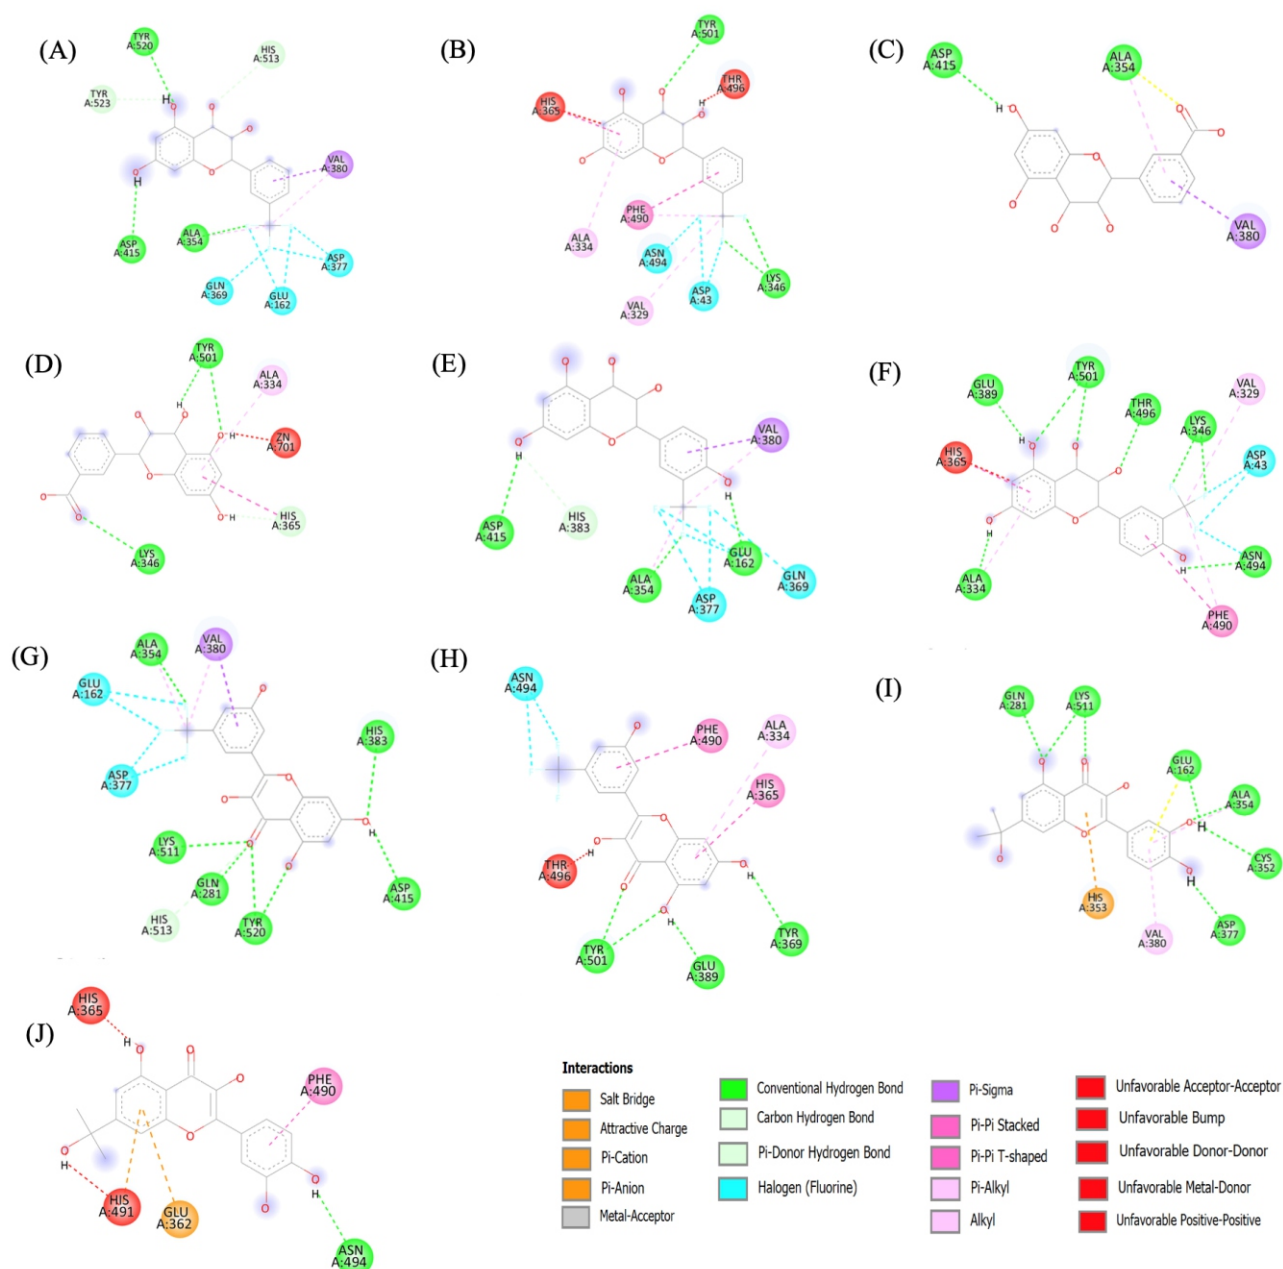 (A)
TYR
A:520
HIS
A:513
TYR
A:523
H
O
O
O
O
O
H
VAL
A:380
ASP
A:415
ALA
A:354
GLN
A:369
GLU
A:162
ASP
A:377
(B)
TYR
A:501
HIS
A:365
THR
A:496
O
O
H
O
O
O
PHE
A:490
ALA
A:334
ASN
A:494
VAL
A:329
ASP
A:43
LYS
A:346
(C)
ASP
A:415
ALA
A:354
H
O
O
O
O
O
O
O
VAL
A:380
(D)
TYR
A:501
ALA
A:334
H
O
O
O
H
ZN
A:701
O
O
O
O
H
HIS
A:365
LYS
A:346
(E)
O
O
O
O
O
H
O
H
VAL
A:380
ASP
A:415
HIS
A:383
GLU
A:162
ALA
A:354
ASP
A:377
GLN
A:369
(F)
GLU
A:389
TYR
A:501
THR
A:496
VAL
A:329
LYS
A:346
HIS
A:365
ASP
A:43
H
O
O
O
O
O
H
O
H
ALA
A:334
ASN
A:494
PHE
A:490
(G)
ALA
A:354
VAL
A:380
GLU
A:162
O
HIS
A:383
ASP
A:377
O
O
O
O
O
H
LYS
A:511
GLN
A:281
HIS
A:513
TYR
A:520
ASP
A:415
(H)
ASN
A:494
O
PHE
A:490
ALA
A:334
HIS
A:365
O
O
H
THR
A:496
O
O
H
O
H
TYR
A:501
GLU
A:389
TYR
A:369
(I)
GLN
A:281
LYS
A:511
GLU
A:162
ALA
A:354
O
O
O
O
O
O
H
O
H
CYS
A:352
HIS
A:353
VAL
A:380
ASP
A:377
(J)
HIS
A:365
H
O
O
O
O
O
H
O
O
H
PHE
A:490
HIS
A:491
GLU
A:362
ASN
A:494
Interactions
Salt Bridge
Attractive Charge
Pi-Cation
Pi-Anion
Metal-Acceptor
Conventional Hydrogen Bond
Carbon Hydrogen Bond
Pi-Donor Hydrogen Bond
Halogen (Fluorine)
Pi-Sigma
Pi-Pi Stacked
Pi-Pi T-shaped
Pi-Alkyl
Alkyl
Unfavorable Acceptor-Acceptor
Unfavorable Bump
Unfavorable Donor-Donor
Unfavorable Metal-Donor
Unfavorable Positive-Positive